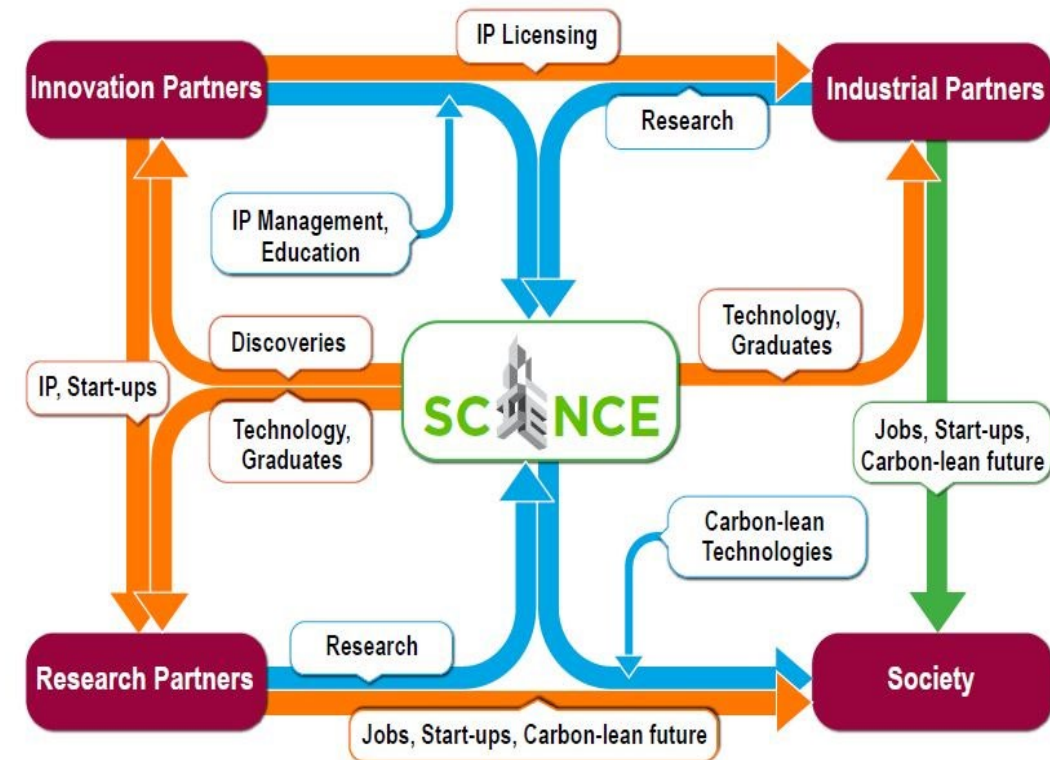 IP Licensing
Innovation Partners
Industrial Partners
Research
IP Management,
Education
Discoveries
Technology,
Graduates
IP, Start-ups
SCIENCE
Technology,
Graduates
Jobs, Start-ups,
Carbon-lean future
Carbon-lean
Technologies
Research
Research Partners
Society
Jobs, Start-ups, Carbon-lean future